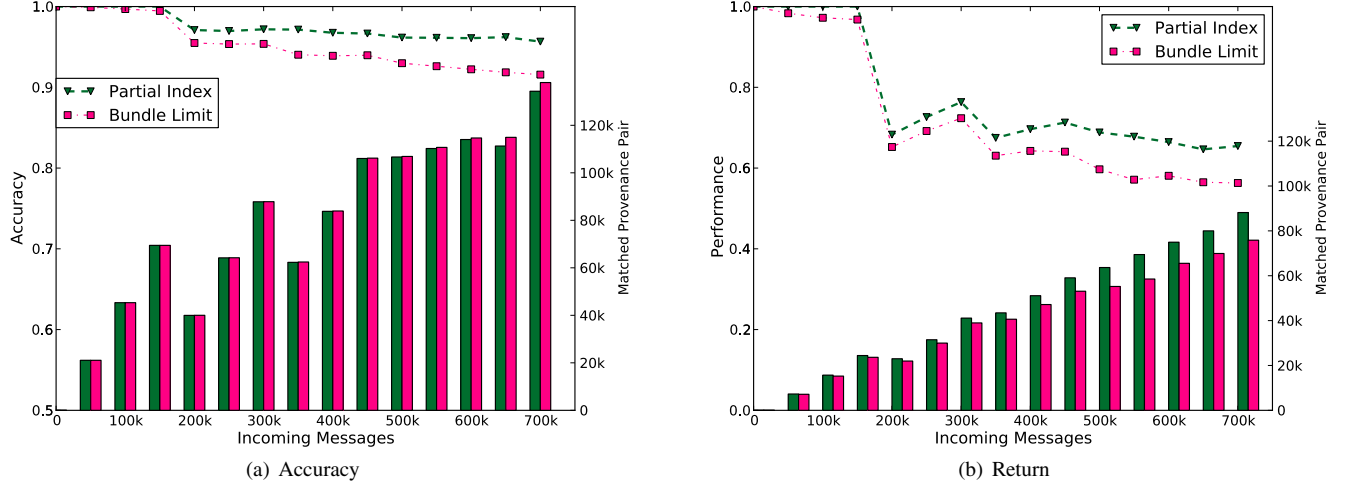 1.0
0.9
0.8
0.7
0.6
0.5
Accuracy
Partial Index
Bundle Limit
120k
100k
80k
60k
40k
20k
0
Matched Provenance Pair
0 100k 200k 300k 400k 500k 600k 700k
Incoming Messages
(a) Accuracy
1.0
0.8
0.6
0.4
0.2
0.0
Performance
Partial Index
Bundle Limit
120k
100k
80k
60k
40k
20k
0
Matched Provenance Pair
0 100k 200k 300k 400k 500k 600k 700k
Incoming Messages
(b) Return